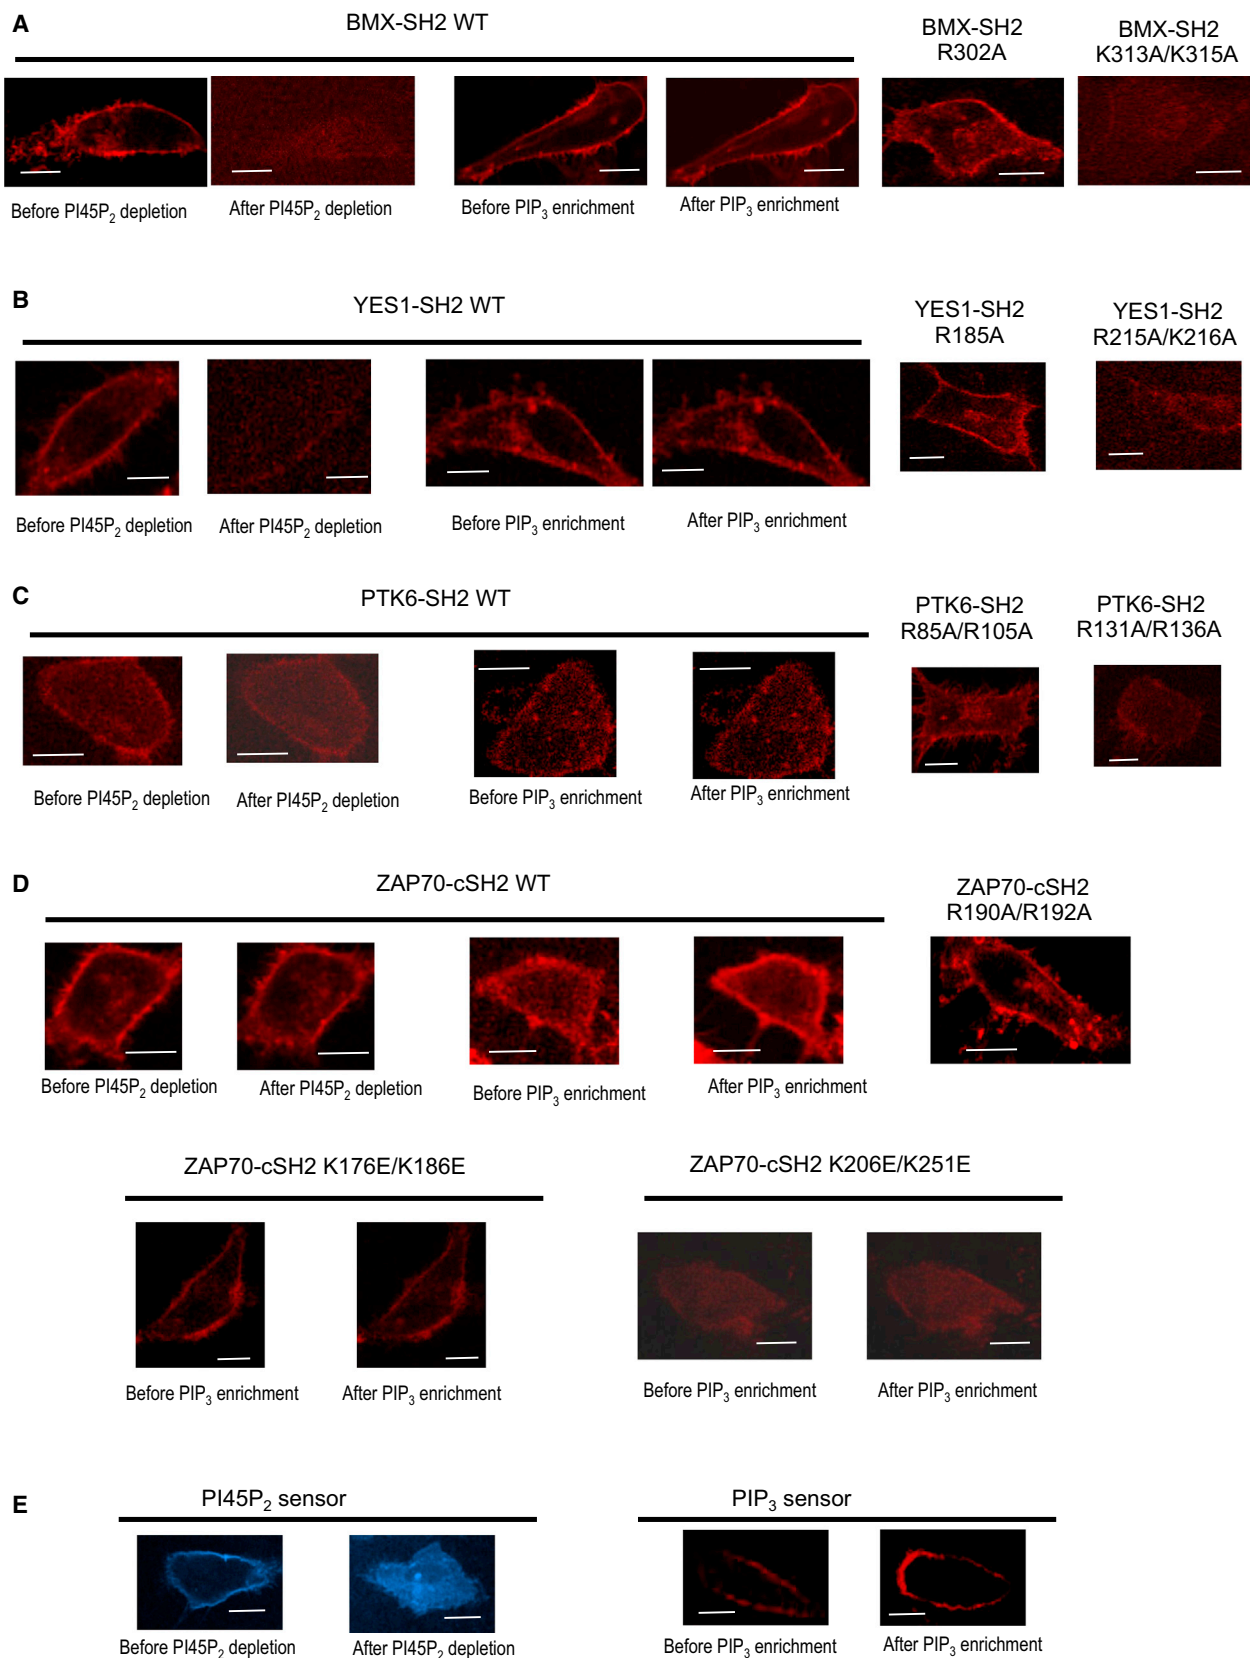 A
BMX-SH2 WT
BMX-SH2
R302A
BMX-SH2
K313A/K315A
Before PI45P2 depletion
After PI45P2 depletion
Before PIP3 enrichment
After PIP3 enrichment
B
YES1-SH2 WT
YES1-SH2
R185A
YES1-SH2
R215A/K216A
Before PI45P2 depletion
After PI45P2 depletion
Before PIP3 enrichment
After PIP3 enrichment
C
PTK6-SH2 WT
PTK6-SH2
R85A/R105A
PTK6-SH2
R131A/R136A
Before PI45P2 depletion
After PI45P2 depletion
Before PIP3 enrichment
After PIP3 enrichment
D
ZAP70-cSH2 WT
ZAP70-cSH2
R190A/R192A
Before PI45P2 depletion
After PI45P2 depletion
Before PIP3 enrichment
After PIP3 enrichment
ZAP70-cSH2 K176E/K186E
ZAP70-cSH2 K206E/K251E
Before PIP3 enrichment
After PIP3 enrichment
Before PIP3 enrichment
After PIP3 enrichment
E
PI45P2 sensor
PIP3 sensor
Before PI45P2 depletion
After PI45P2 depletion
Before PIP3 enrichment
After PIP3 enrichment